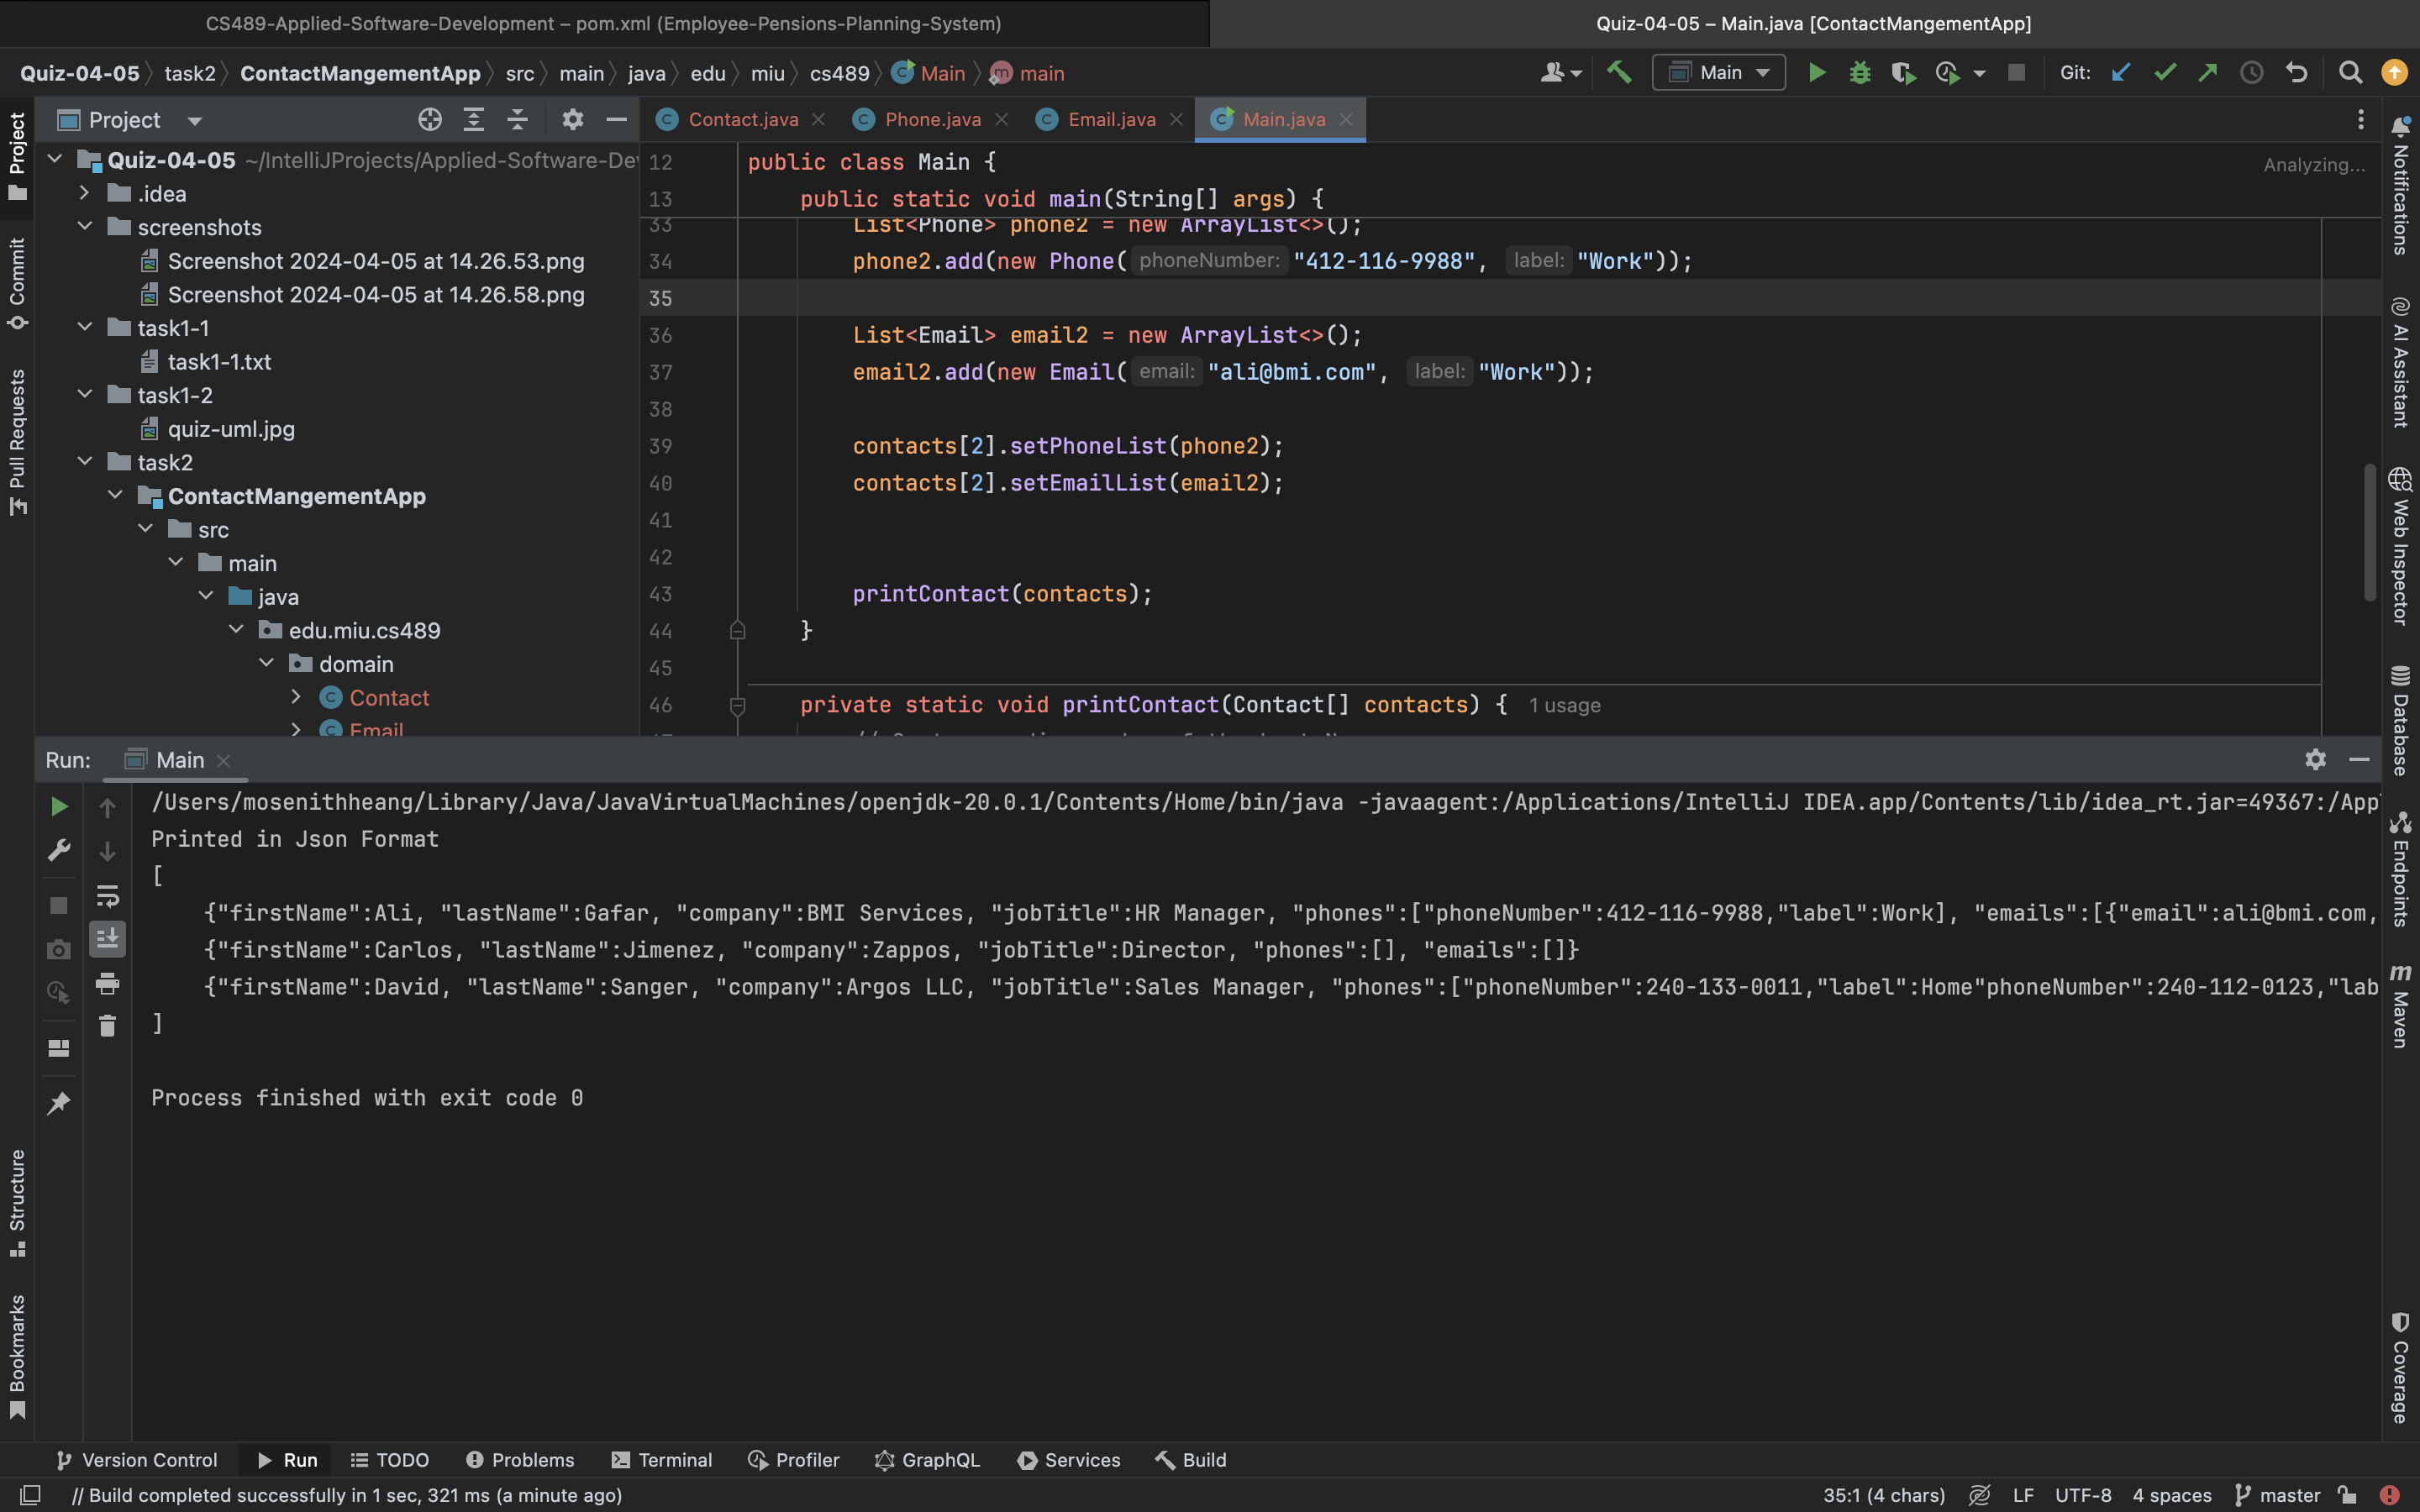 CS489-Applied-Software-Development – pom.xml (Employee-Pensions-Planning-System)
Quiz-04-05 – Main.java [ContactMangementApp]
Quiz-04-05 task2 ContactMangementApp src main java edu miu cs489 Main main
Main
Git:
Project
Contact.java
Phone.java
Email.java
Main.java
Quiz-04-05 ~/IntelliJProjects/Applied-Software-De
.idea
screenshots
Screenshot 2024-04-05 at 14.26.53.png
Screenshot 2024-04-05 at 14.26.58.png
task1-1
task1-1.txt
task1-2
quiz-uml.jpg
task2
ContactMangementApp
src
main
java
edu.miu.cs489
domain
Contact
Email
12 public class Main {
Analyzing...
13 public static void main(String[] args) {
33 List<Phone> phone2 = new ArrayList<>();
34 phone2.add(new Phone( phoneNumber: "412-116-9988", label: "Work"));
35
36 List<Email> email2 = new ArrayList<>();
37 email2.add(new Email( email: "ali@bmi.com", label: "Work"));
38
39 contacts[2].setPhoneList(phone2);
40 contacts[2].setEmailList(email2);
41
42
43 printContact(contacts);
44 }
45
46 private static void printContact(Contact[] contacts) { 1 usage
Project
Commit
Pull Requests
Structure
Bookmarks
Notifications
AI Assistant
Web Inspector
Database
Endpoints
Maven
Coverage
Run: Main
/Users/mosenithheang/Library/Java/JavaVirtualMachines/openjdk-20.0.1/Contents/Home/bin/java -javaagent:/Applications/IntelliJ IDEA.app/Contents/lib/idea_rt.jar=49367:/App
Printed in Json Format
[
{"firstName":Ali, "lastName":Gafar, "company":BMI Services, "jobTitle":HR Manager, "phones":["phoneNumber":412-116-9988,"label":Work], "emails":[{"email":ali@bmi.com,
{"firstName":Carlos, "lastName":Jimenez, "company":Zappos, "jobTitle":Director, "phones":[], "emails":[]}
{"firstName":David, "lastName":Sanger, "company":Argos LLC, "jobTitle":Sales Manager, "phones":["phoneNumber":240-133-0011,"label":Home"phoneNumber":240-112-0123,"lab
]
Process finished with exit code 0
Version Control
Run
TODO
Problems
Terminal
Profiler
GraphQL
Services
Build
// Build completed successfully in 1 sec, 321 ms (a minute ago)
35:1 (4 chars)
LF
UTF-8
4 spaces
master